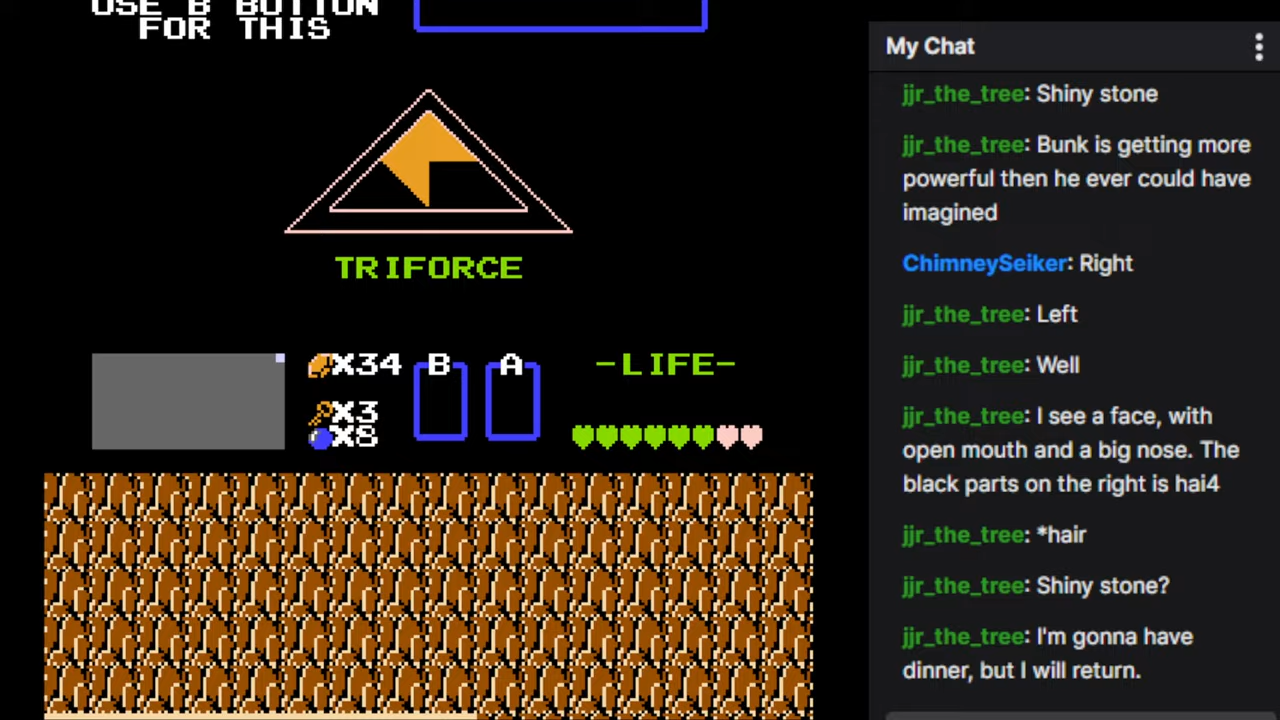 USE B BUTTON
FOR THIS
TRIFORCE
X34
X3
X8
B
A
-LIFE-
My Chat
jjr_the_tree: Shiny stone
jjr_the_tree: Bunk is getting more
powerful then he ever could have
imagined
ChimneySeiker: Right
jjr_the_tree: Left
jjr_the_tree: Well
jjr_the_tree: I see a face, with
open mouth and a big nose. The
black parts on the right is hai4
jjr_the_tree: *hair
jjr_the_tree: Shiny stone?
jjr_the_tree: I'm gonna have
dinner, but I will return.